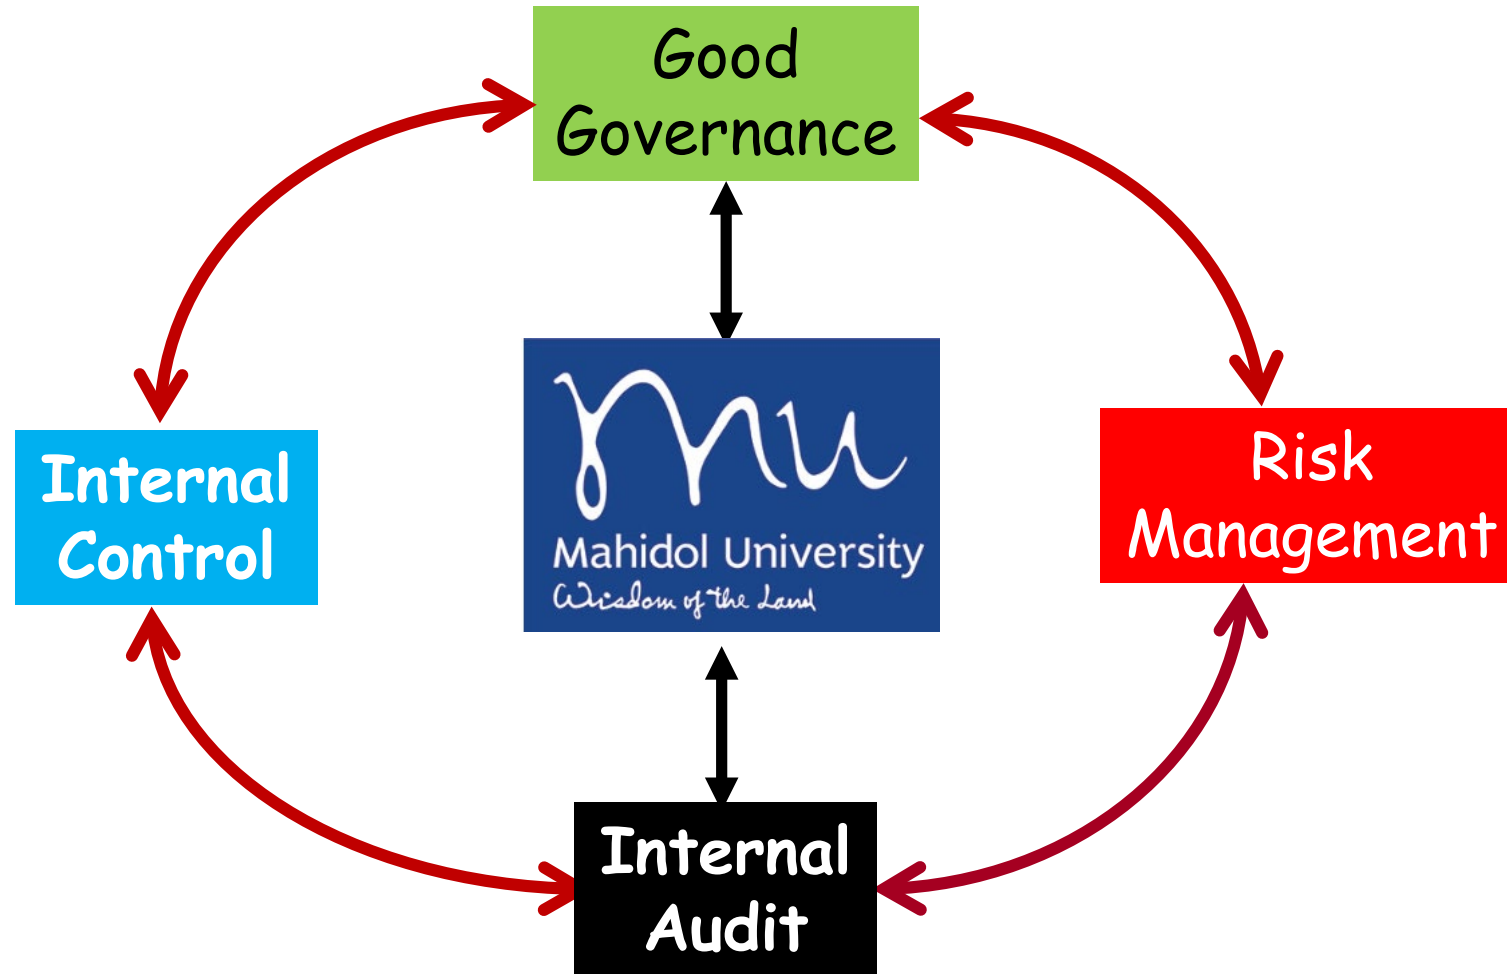 Good
Governance
mu
Mahidol University
Wisdom of the Land
Internal
Control
Risk
Management
Internal
Audit